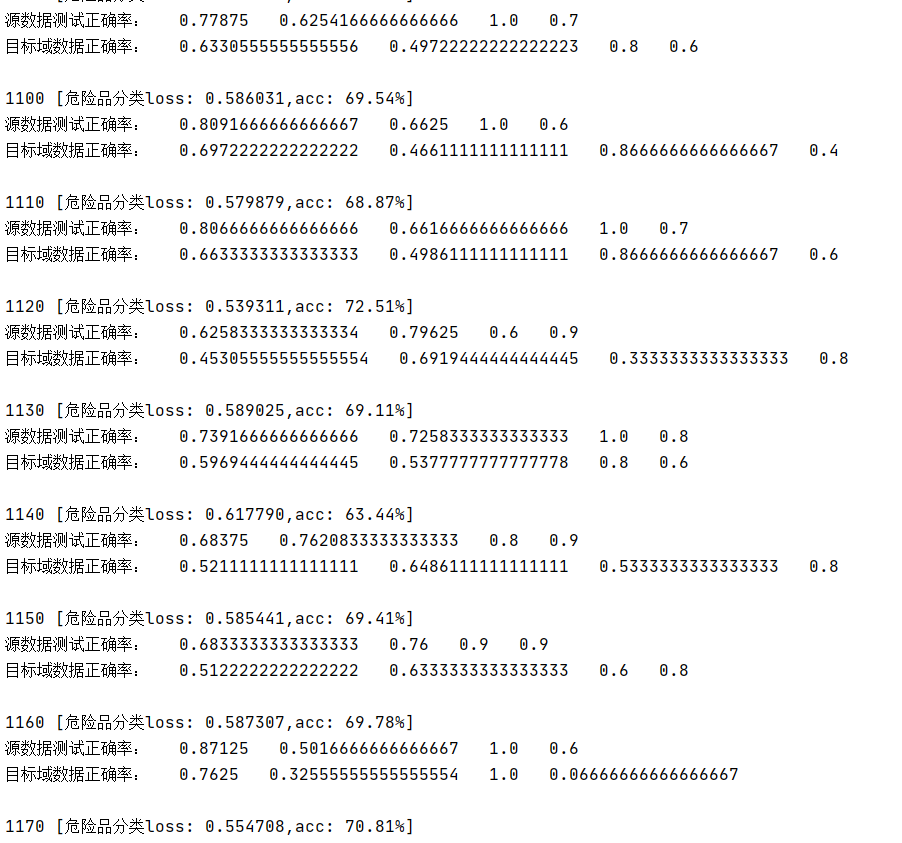 源数据测试正确率： 0.77875 0.6254166666666666 1.0 0.7
目标域数据正确率： 0.6330555555555556 0.49722222222222223 0.8 0.6
1100 [危险品分类loss: 0.586031,acc: 69.54%]
源数据测试正确率： 0.8091666666666667 0.6625 1.0 0.6
目标域数据正确率： 0.6972222222222222 0.4661111111111111 0.8666666666666667 0.4
1110 [危险品分类loss: 0.579879,acc: 68.87%]
源数据测试正确率： 0.8066666666666666 0.6616666666666666 1.0 0.7
目标域数据正确率： 0.6633333333333333 0.4986111111111111 0.8666666666666667 0.6
1120 [危险品分类loss: 0.539311,acc: 72.51%]
源数据测试正确率： 0.6258333333333334 0.79625 0.6 0.9
目标域数据正确率： 0.45305555555555554 0.6919444444444445 0.3333333333333333 0.8
1130 [危险品分类loss: 0.589025,acc: 69.11%]
源数据测试正确率： 0.7391666666666666 0.7258333333333333 1.0 0.8
目标域数据正确率： 0.5969444444444445 0.5377777777777778 0.8 0.6
1140 [危险品分类loss: 0.617790,acc: 63.44%]
源数据测试正确率： 0.68375 0.7620833333333333 0.8 0.9
目标域数据正确率： 0.5211111111111111 0.6486111111111111 0.5333333333333333 0.8
1150 [危险品分类loss: 0.585441,acc: 69.41%]
源数据测试正确率： 0.6833333333333333 0.76 0.9 0.9
目标域数据正确率： 0.5122222222222222 0.6333333333333333 0.6 0.8
1160 [危险品分类loss: 0.587307,acc: 69.78%]
源数据测试正确率： 0.87125 0.5016666666666667 1.0 0.6
目标域数据正确率： 0.7625 0.32555555555555554 1.0 0.06666666666666667
1170 [危险品分类loss: 0.554708,acc: 70.81%]